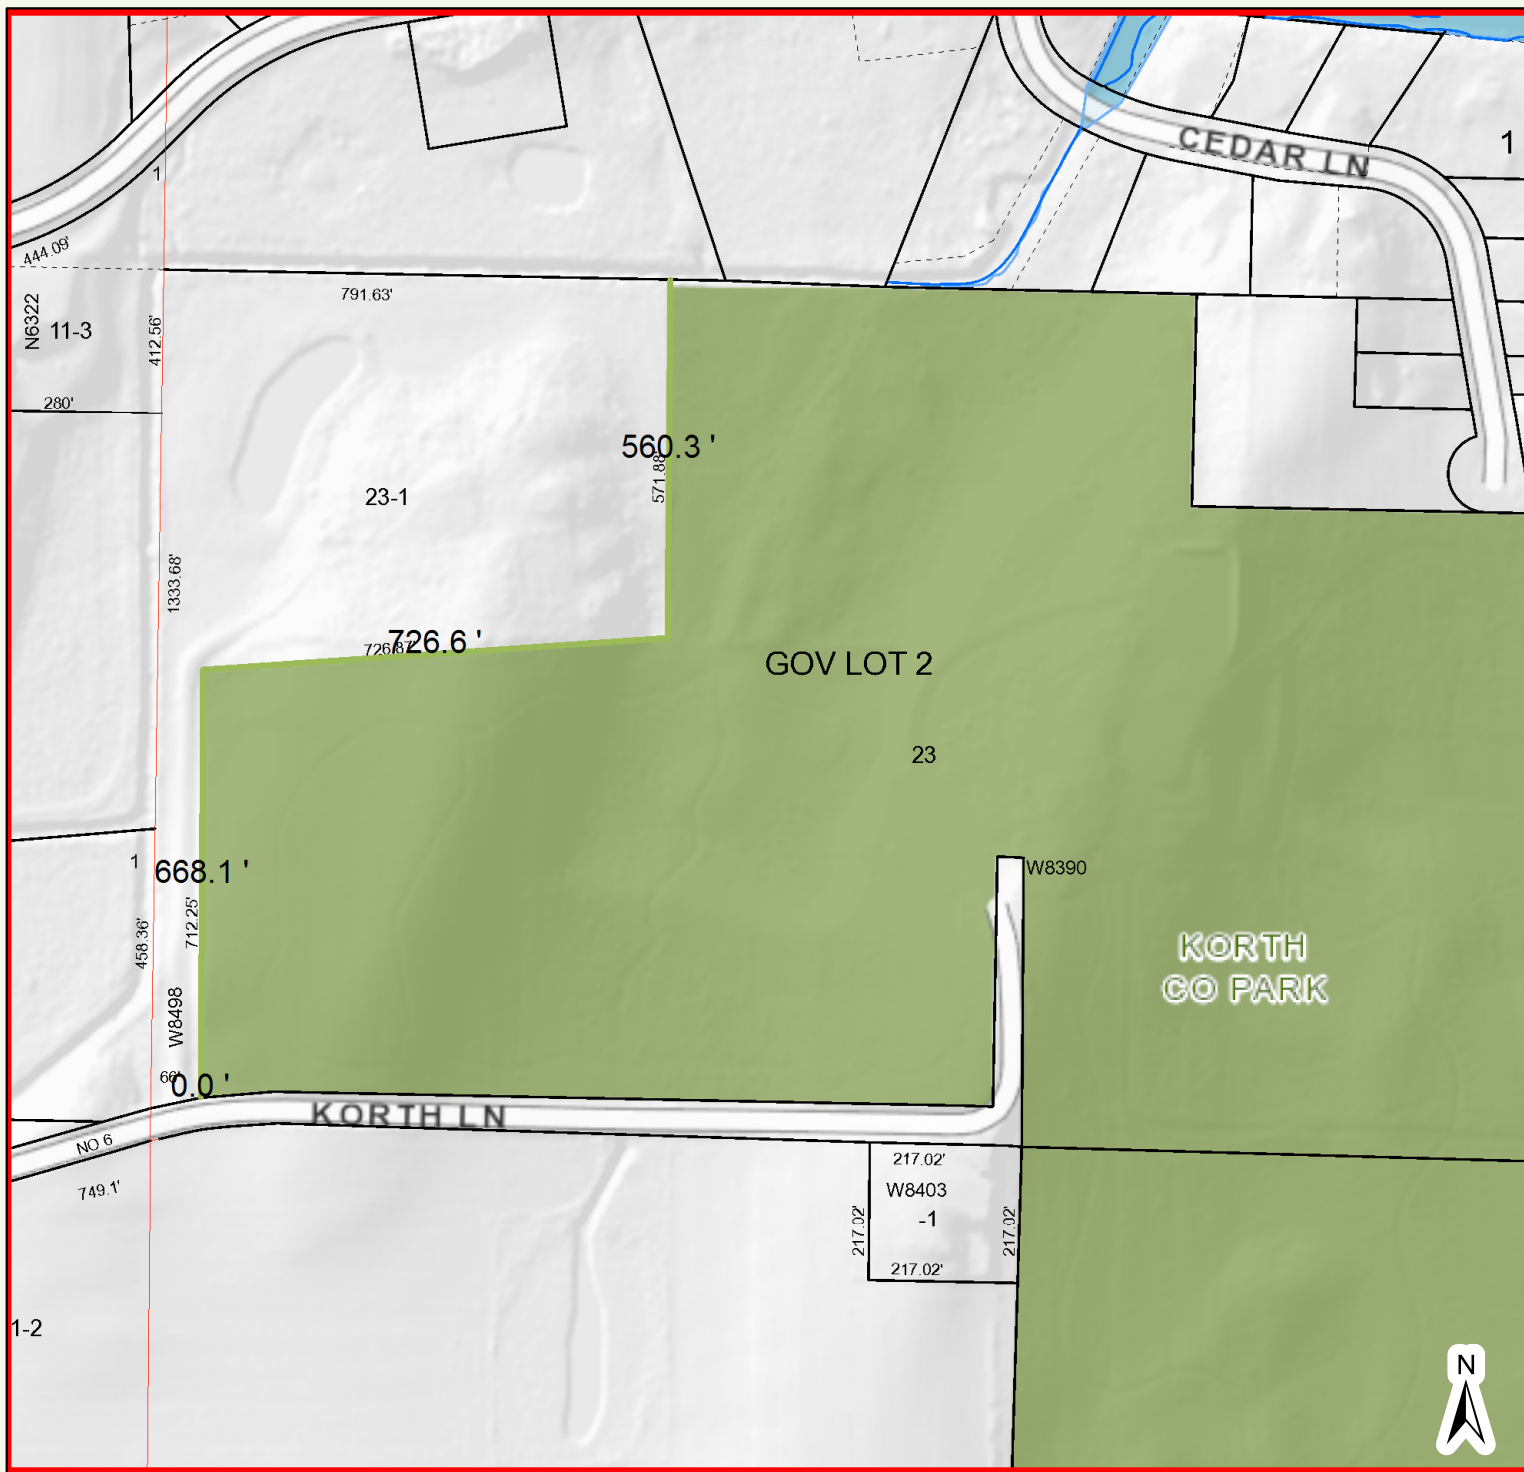 CEDAR LN
1
1
444.09'
791.63'
N6322
11-3
412.56'
280'
560.3 '
571.88'
23-1
1333.68'
726.6 '
726.87'
GOV LOT 2
23
1
668.1 '
W8390
712.25'
458.36'
KORTH
CO PARK
W8498
66'
0.0 '
KORTH LN
NO 6
749.1'
217.02'
W8403
-1
217.02'
217.02'
217.02'
1-2
N